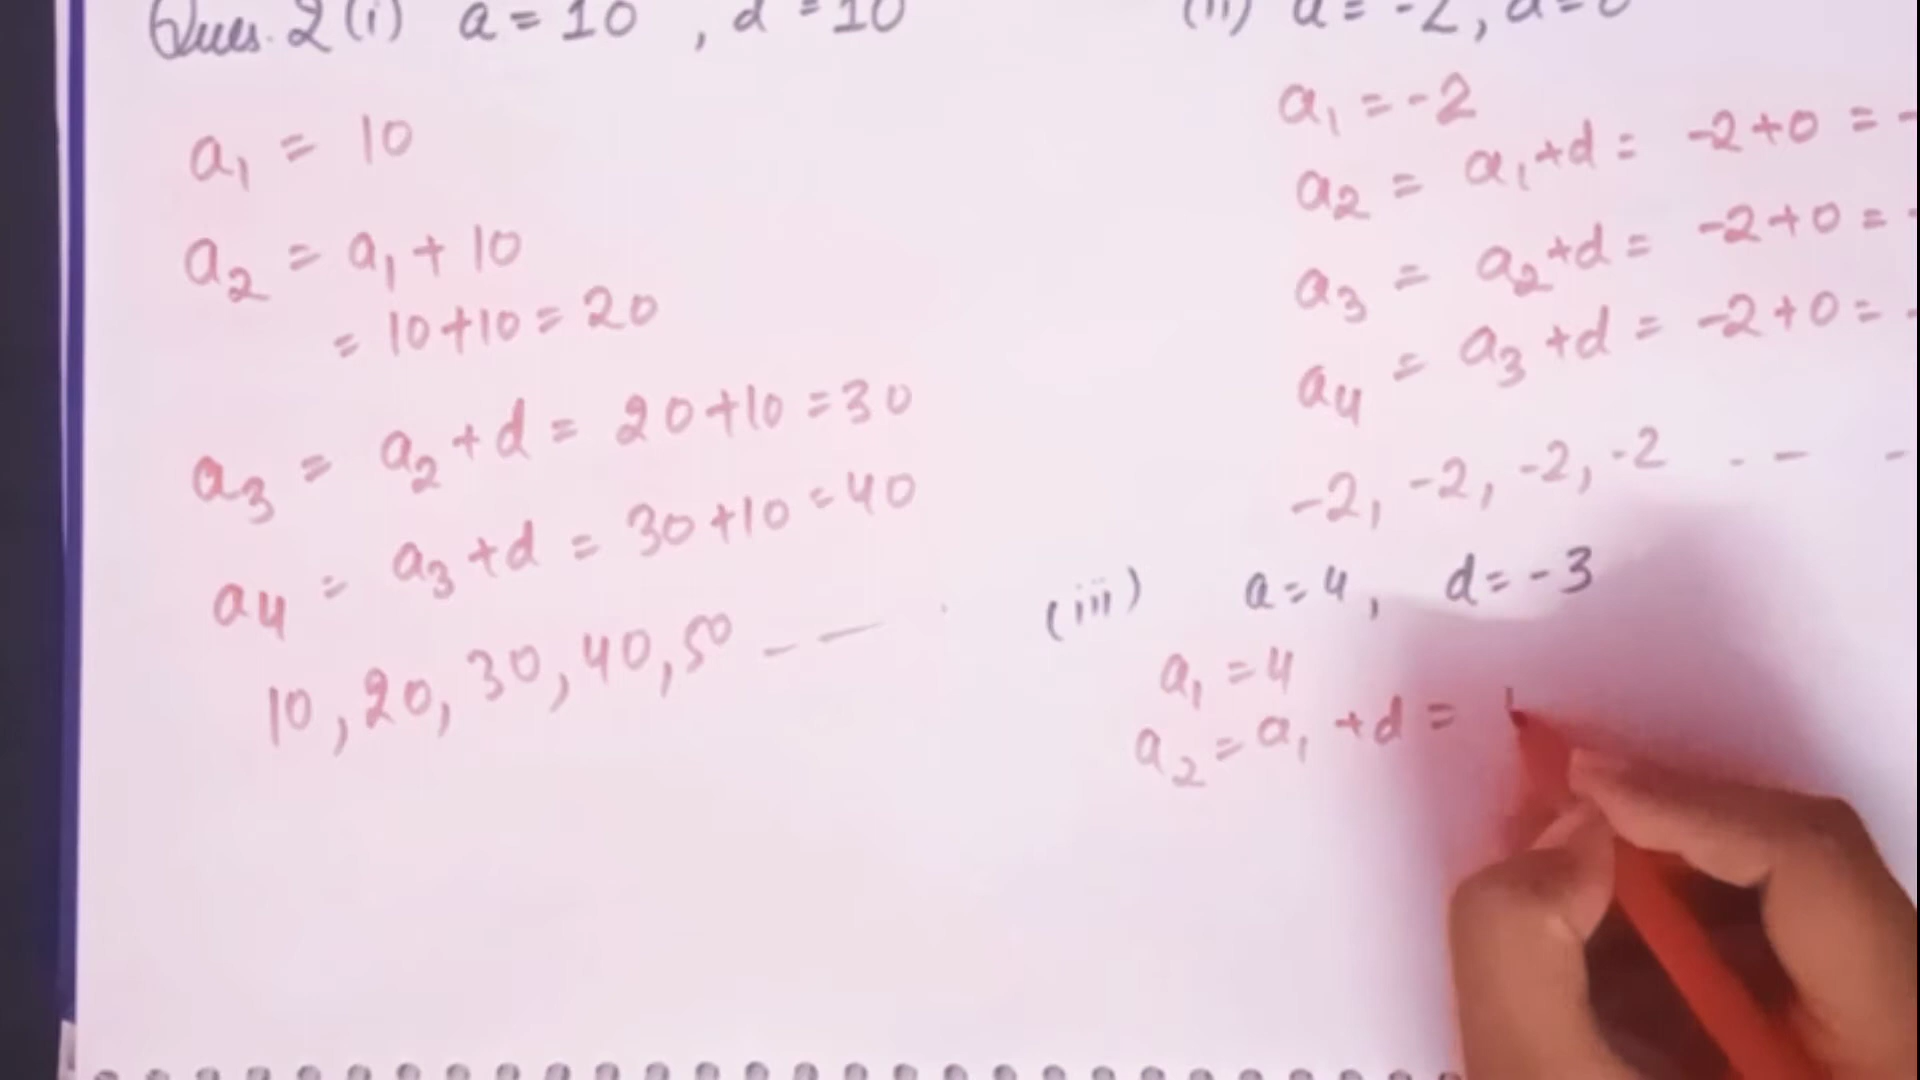 Ques. 2 (i) a = 10 , d = 10
a₁ = 10
a₂ = a₁ + 10
= 10+10 = 20
a₃ = a₂ + d = 20+10 = 30
a₄ = a₃ + d = 30+10 = 40
10, 20, 30, 40, 50 - —
(ii) a = -2, d = 0
a₁ = -2
a₂ = a₁+d = -2+0 = -
a₃ = a₂+d = -2+0 = -
a₄ = a₃+d = -2+0 = -
-2, -2, -2, -2 - - -
(iii) a = 4, d = -3
a₁ = 4
a₂ = a₁ + d =